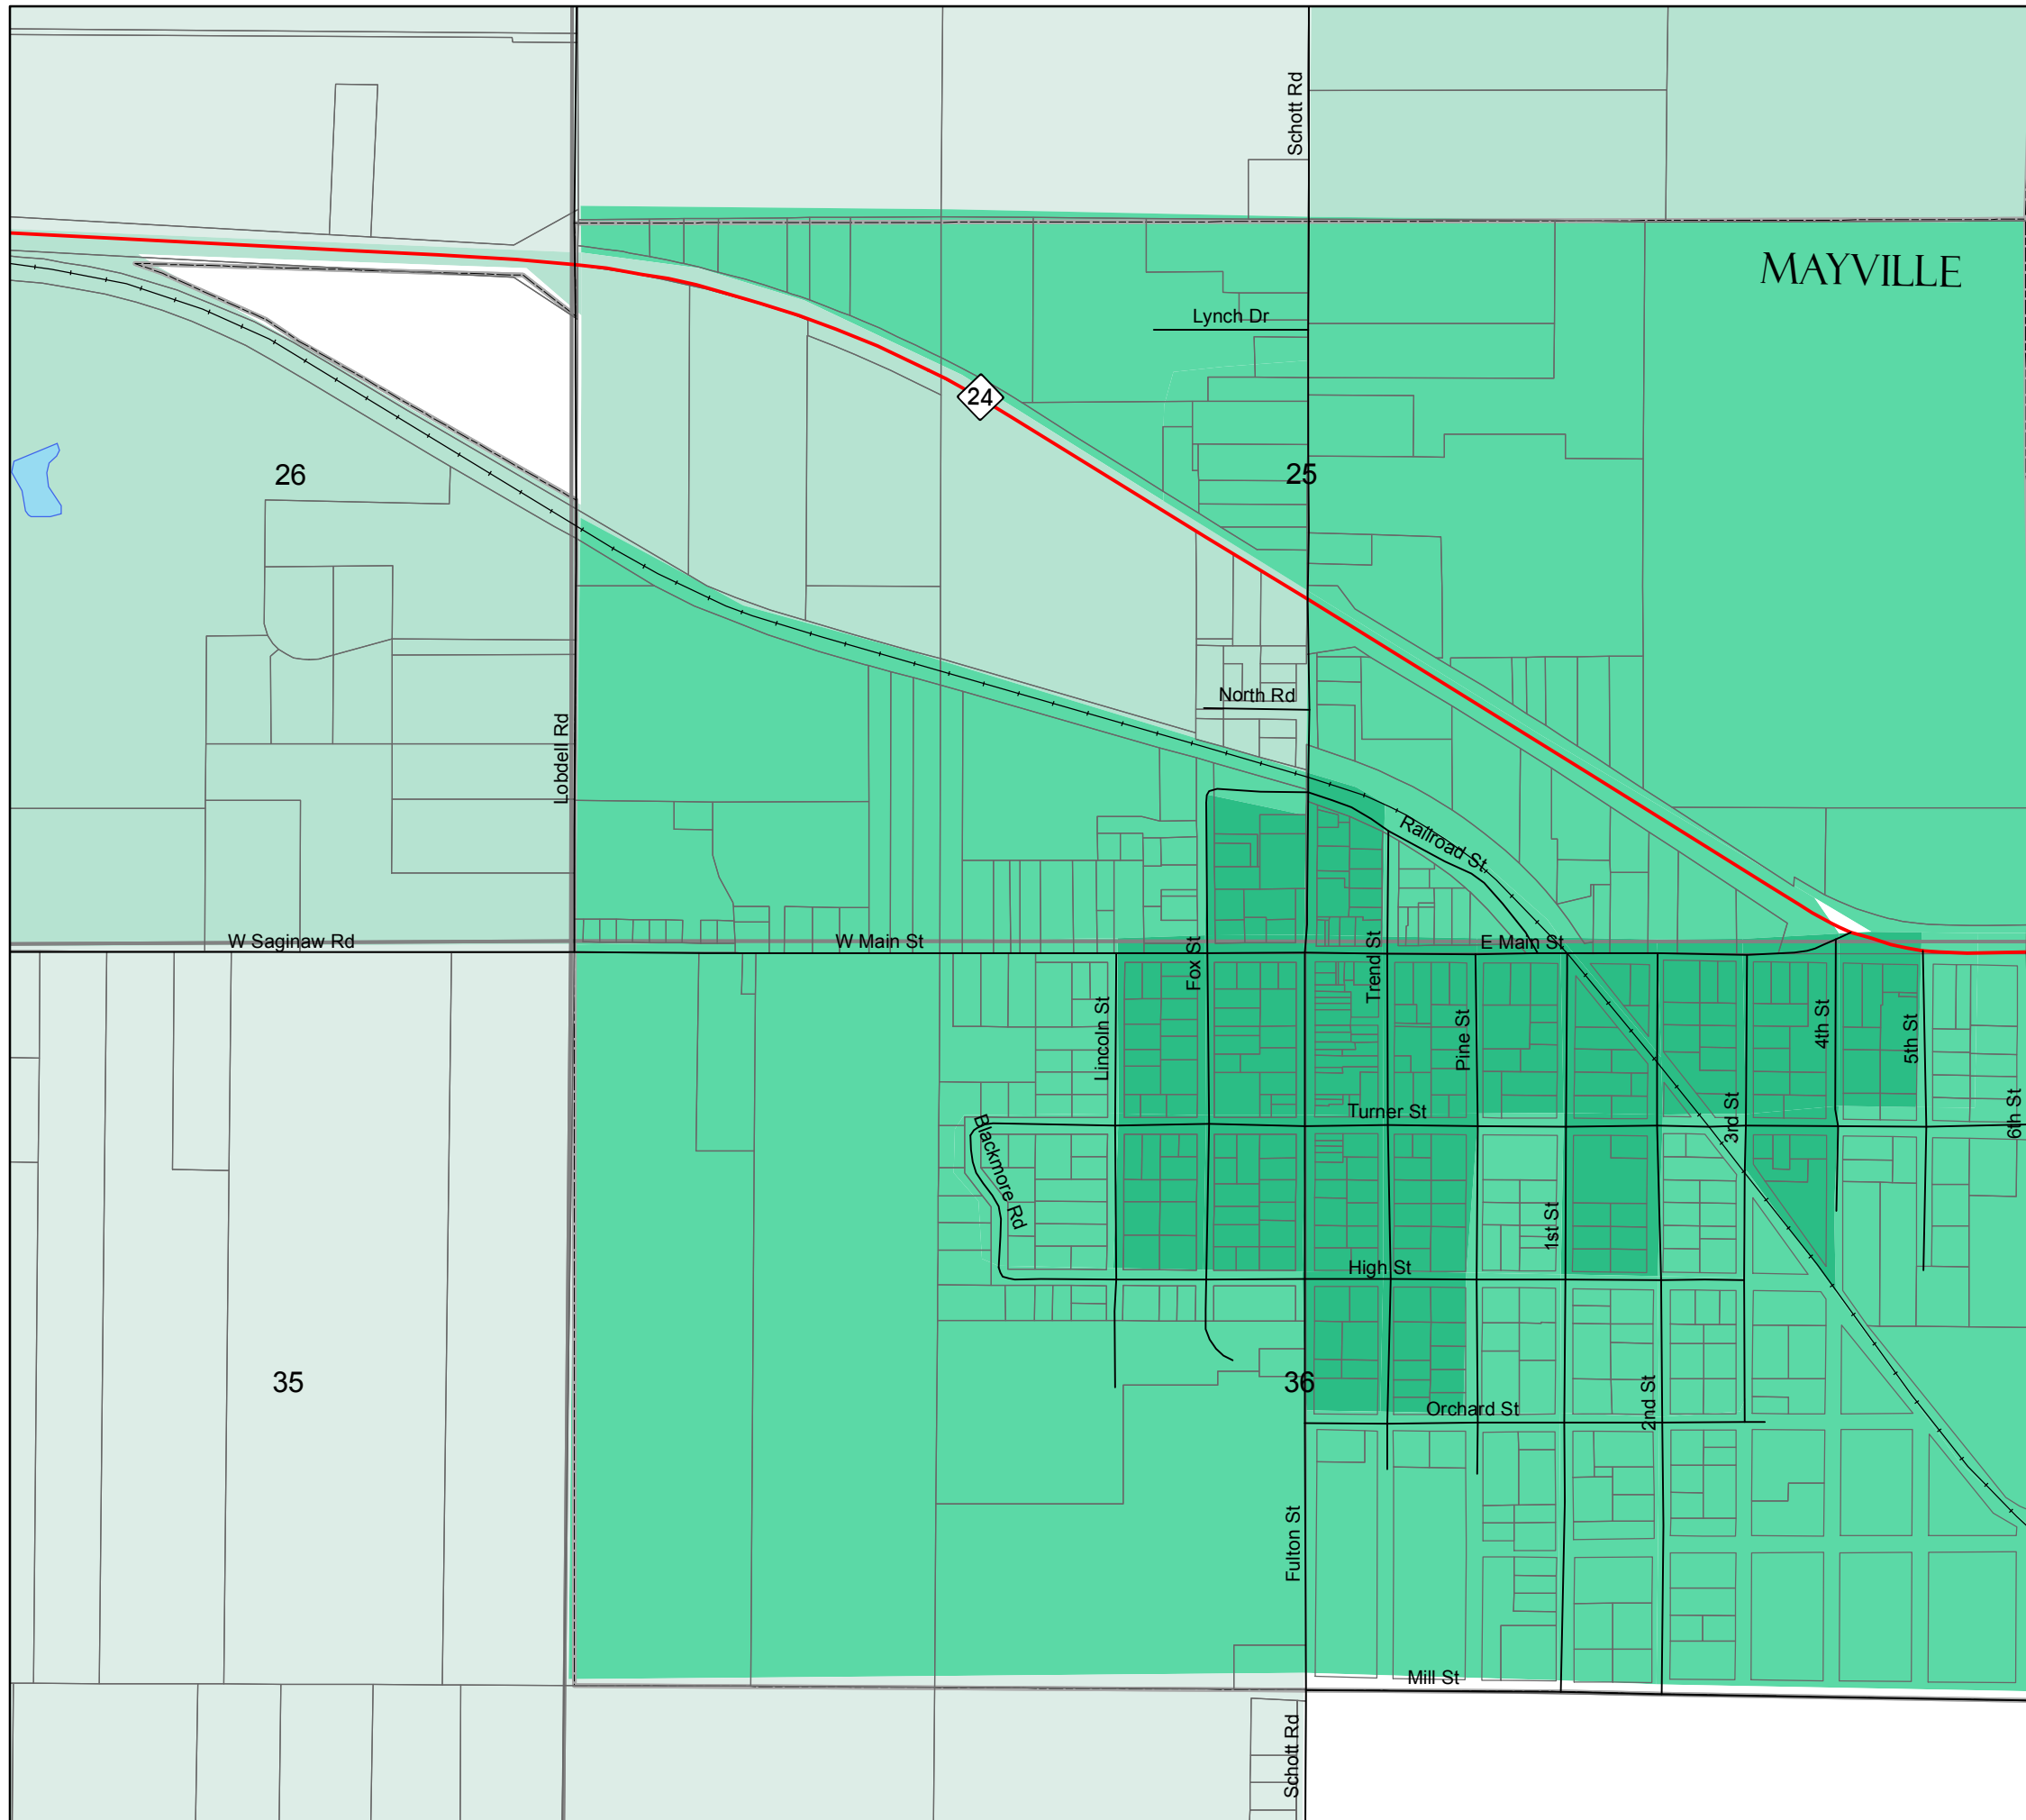 Schott Rd
MAYVILLE
Lynch Dr
24
26
25
North Rd
Lobdell Rd
Railroad St
W Saginaw Rd
W Main St
E Main St
Fox St
Trend St
Lincoln St
Pine St
4th St
5th St
Turner St
3rd St
6th St
Blackmore Rd
1st St
High St
35
36
2nd St
Orchard St
Fulton St
Mill St
Schott Rd